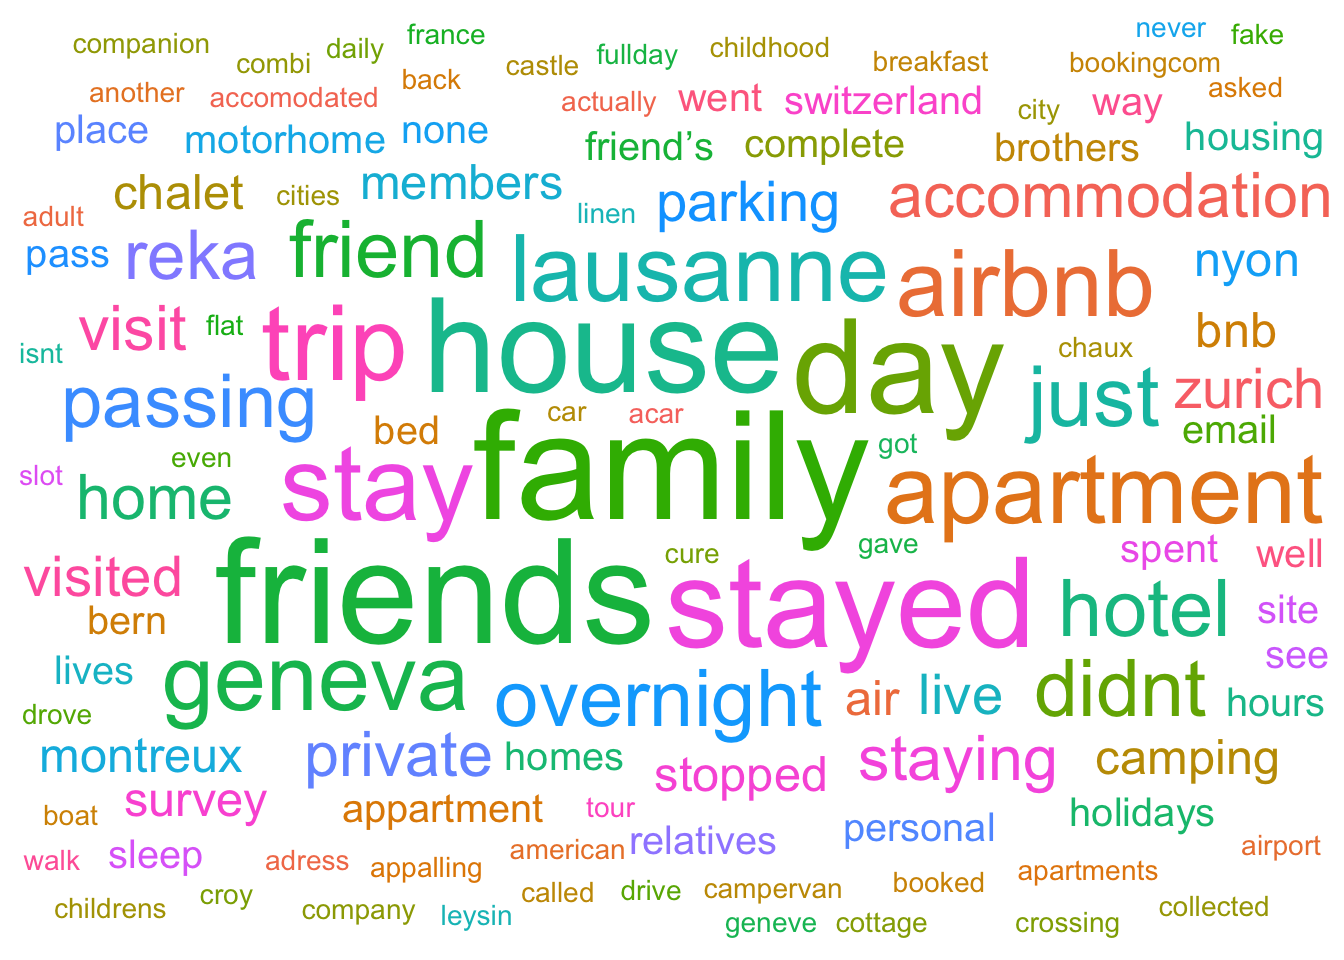 companion combi daily france fullday childhood breakfast never fake
another accomodated back castle actually went switzerland bookingcom asked
place motorhome none friend’s complete city way brothers housing
chalet cities members linen parking accommodation
adult pass reka friend lausanne airbnb nyon
visit flat trip house day chaux bnb
isnt passing bed car acar just zurich
slot even home stay family got apartment email
visited friends cure gave stayed spent well
bern hotel site
lives geneva overnight air live didnt see
drove hours
montreux private homes stopped staying camping
boat survey appartment tour relatives personal holidays
walk sleep adress appalling american airport
childrens croy company leysin called drive campervan booked apartments
geneve cottage crossing collected